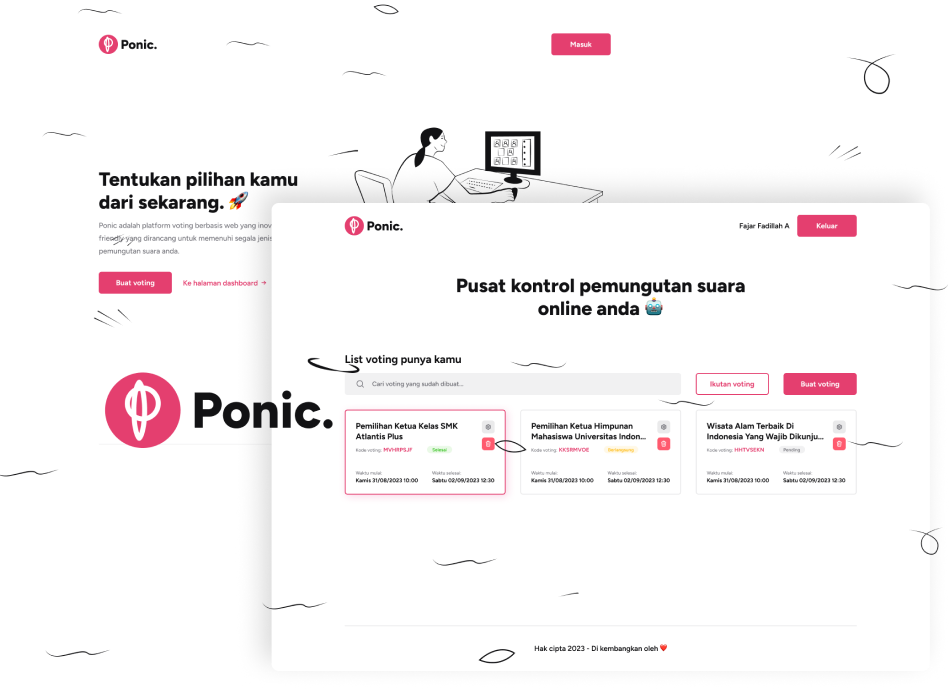 Ponic.
Masuk
Tentukan pilihan kamu
dari sekarang. 🚀
Ponic adalah platform voting berbasis web yang inov
friendly yang dirancang untuk memenuhi segala jenis
pemungutan suara anda.
Buat voting
Ke halaman dashboard →
Ponic.
Ponic.
Fajar Fadillah A
Keluar
Pusat kontrol pemungutan suara
online anda 🤖
List voting punya kamu
Cari voting yang sudah dibuat...
Ikutan voting
Buat voting
Pemilihan Ketua Kelas SMK
Atlantis Plus
Kode voting: MVHRPSJF
Selesai
Waktu mulai:
Kamis 31/08/2023 10:00
Waktu selesai:
Sabtu 02/09/2023 12:30
Pemilihan Ketua Himpunan
Mahasiswa Universitas Indon...
Kode voting: KKSRMVOE
Berlangsung
Waktu mulai:
Kamis 31/08/2023 10:00
Waktu selesai:
Sabtu 02/09/2023 12:30
Wisata Alam Terbaik Di
Indonesia Yang Wajib Dikunju...
Kode voting: HHTVSEKN
Pending
Waktu mulai:
Kamis 31/08/2023 10:00
Waktu selesai:
Sabtu 02/09/2023 12:30
Hak cipta 2023 - Di kembangkan oleh ❤️